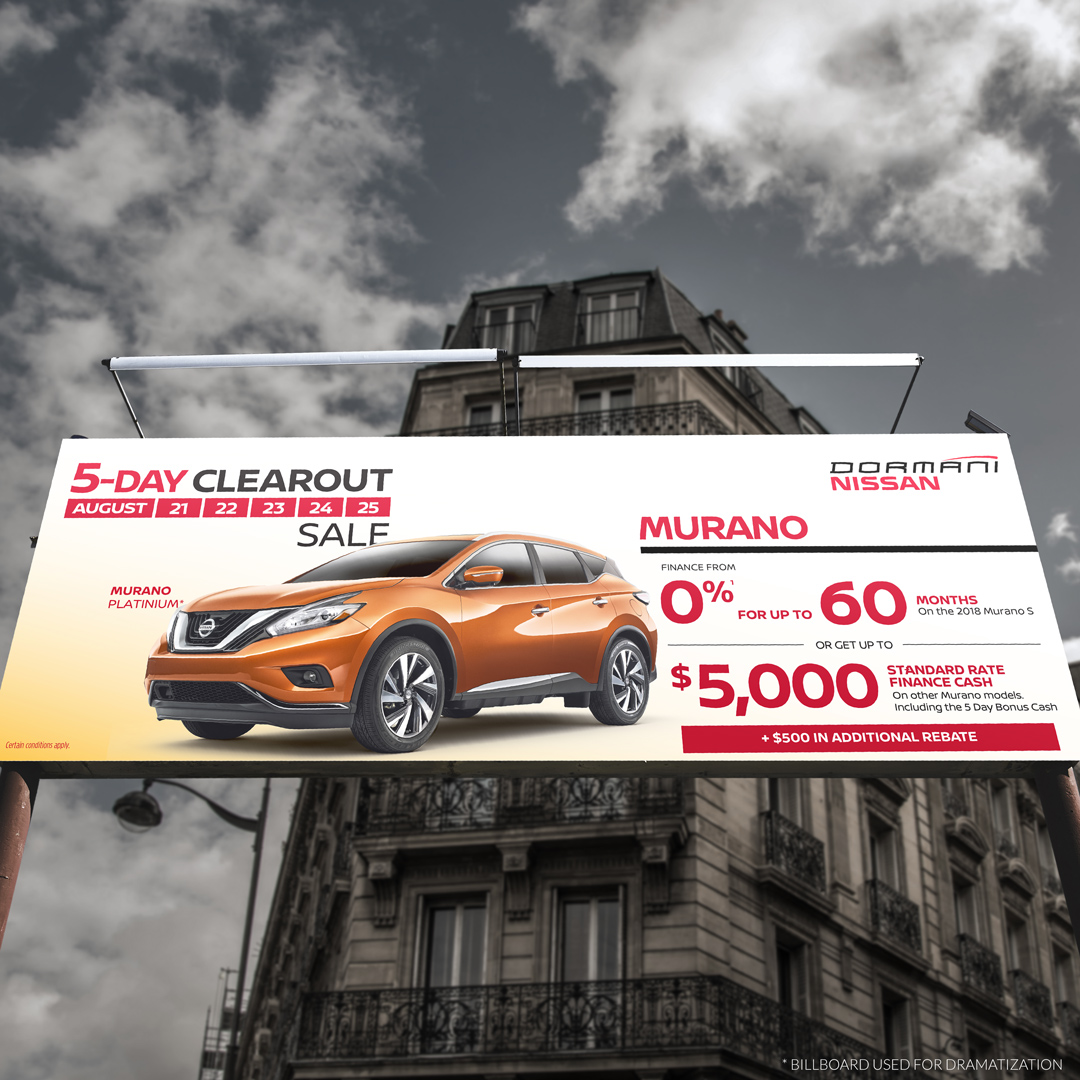 5-DAY CLEAROUT
AUGUST 21 22 23 24 25
SALE
MURANO
PLATINIUM*
Certain conditions apply.
DORMANI
NISSAN
MURANO
FINANCE FROM
0%¹ FOR UP TO 60 MONTHS
On the 2018 Murano S
OR GET UP TO
$5,000 STANDARD RATE
FINANCE CASH
On other Murano models.
Including the 5 Day Bonus Cash
+ $500 IN ADDITIONAL REBATE
NISSAN
* BILLBOARD USED FOR DRAMATIZATION